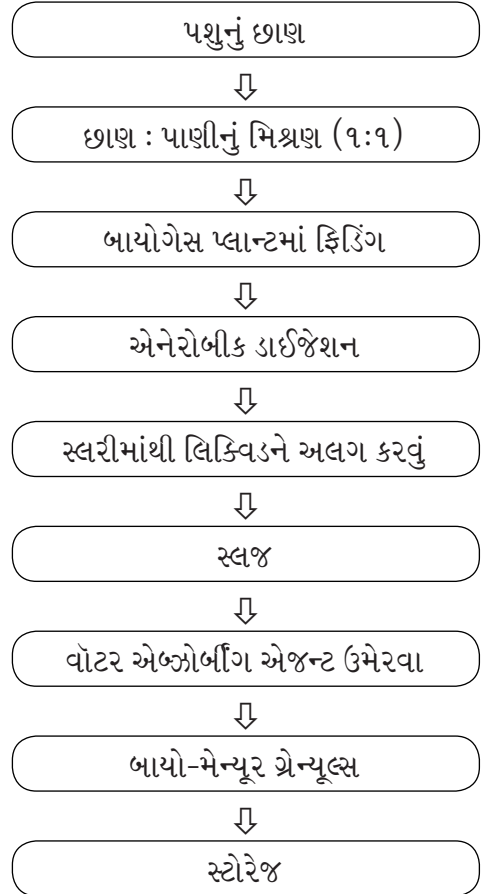 પશુનું છાણ
છાણ : પાણીનું મિશ્રણ (૧:૧)
બાયોગેસ પ્લાન્ટમાં ફિડિંગ
એનેરોબીક ડાઈજેશન
સ્લરીમાંથી લિક્વિડને અલગ કરવું
સ્લજ
વૉટર એબ્ઝોર્બીંગ એજન્ટ ઉમેરવા
બાયો-મેન્યૂર ગ્રેન્યૂલ્સ
સ્ટોરેજ